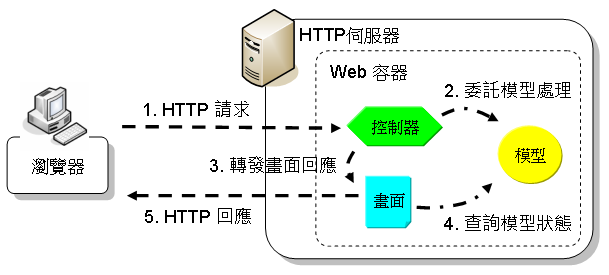 HTTP伺服器
Web 容器
2. 委託模型處理
1. HTTP 請求
控制器
模型
瀏覽器
3. 轉發畫面回應
畫面
5. HTTP 回應
4. 查詢模型狀態